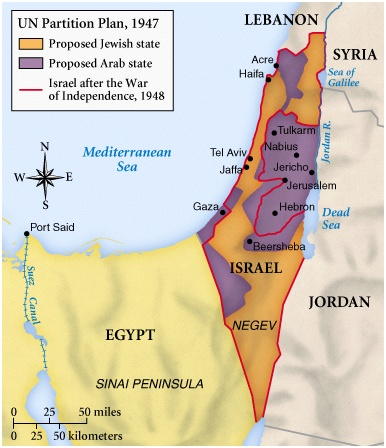 UN Partition Plan, 1947
Proposed Jewish state
Proposed Arab state
Israel after the War
of Independence, 1948
LEBANON
SYRIA
Acre
Haifa
Sea of
Galilee
Mediterranean
Sea
N
W
E
S
Tulkarm
Nabius
Jordan R.
Tel Aviv
Jaffa
Jericho
Jerusalem
Gaza
Hebron
Dead
Sea
Port Said
Beersheba
ISRAEL
Suez
Canal
JORDAN
EGYPT
NEGEV
SINAI PENINSULA
0 25 50 miles
0 25 50 kilometers